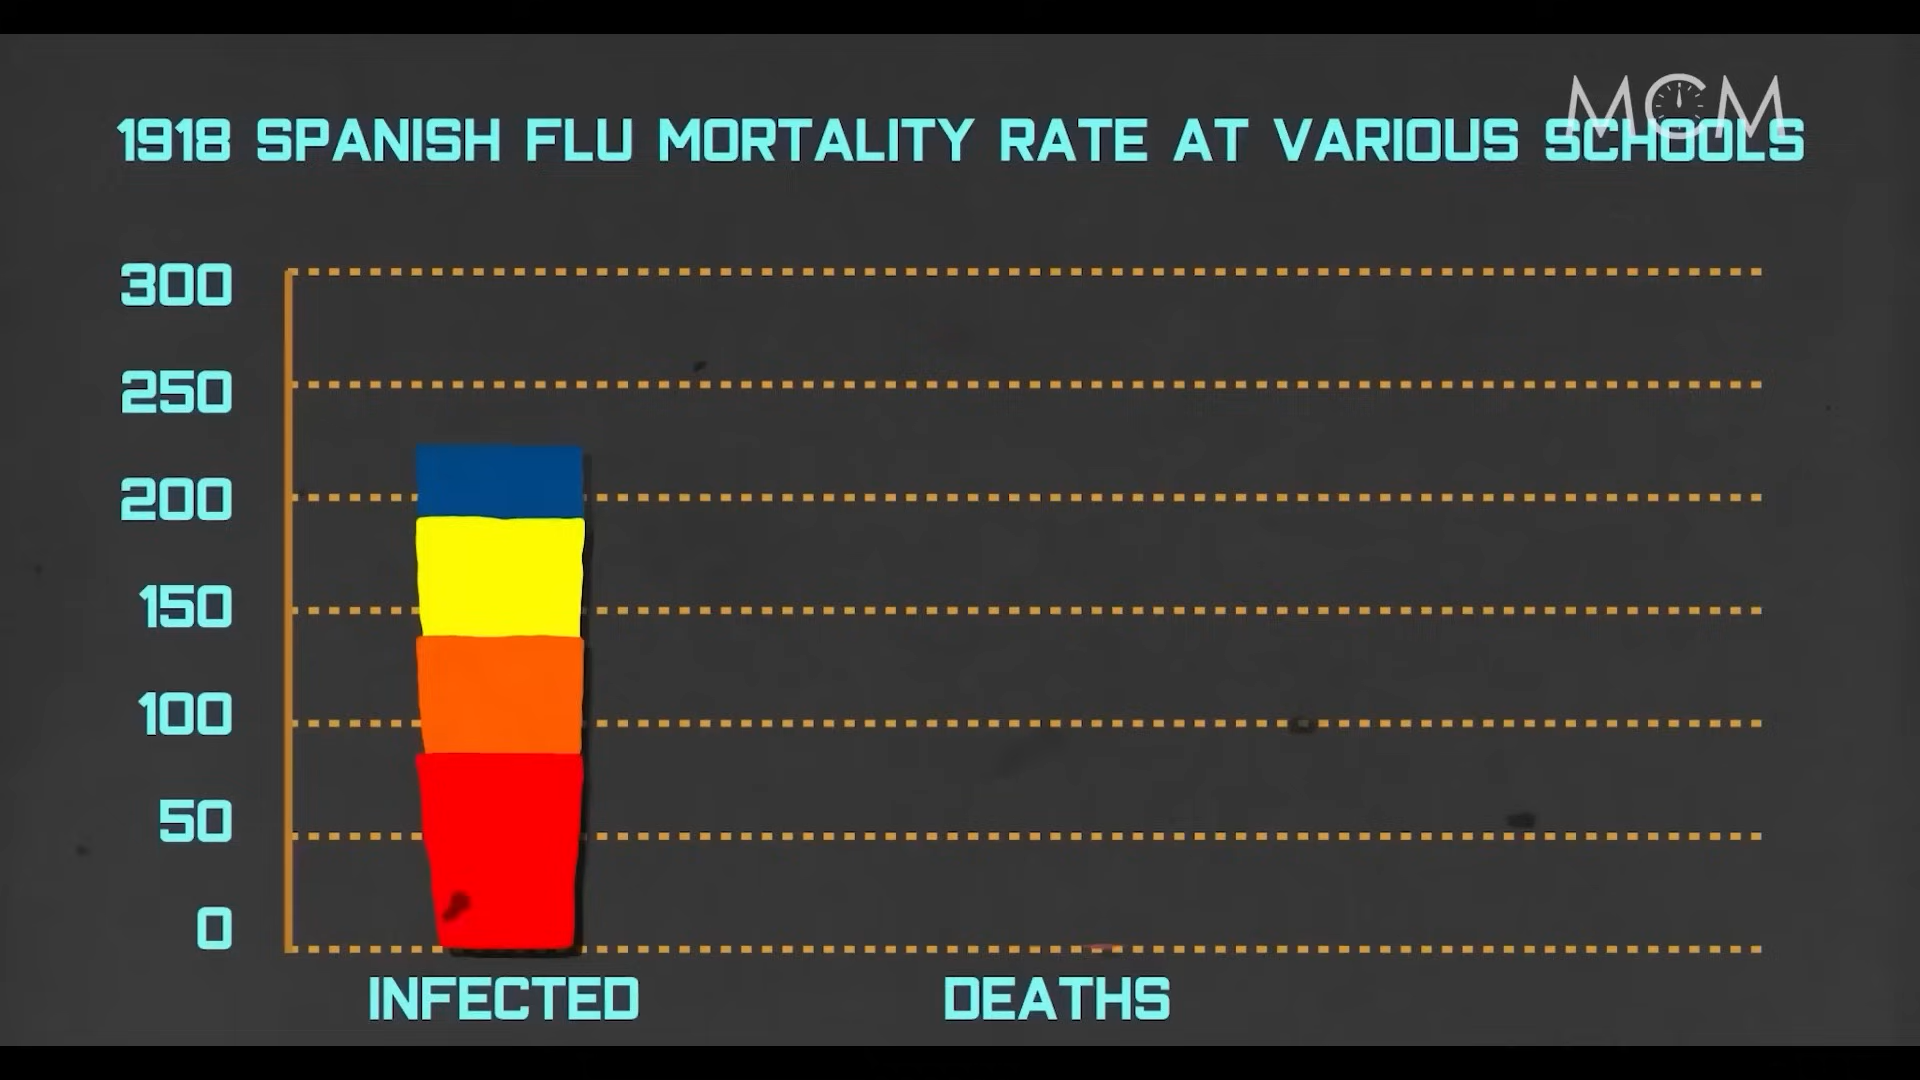 MCM
1918 SPANISH FLU MORTALITY RATE AT VARIOUS SCHOOLS
300
250
200
150
100
50
0
INFECTED DEATHS